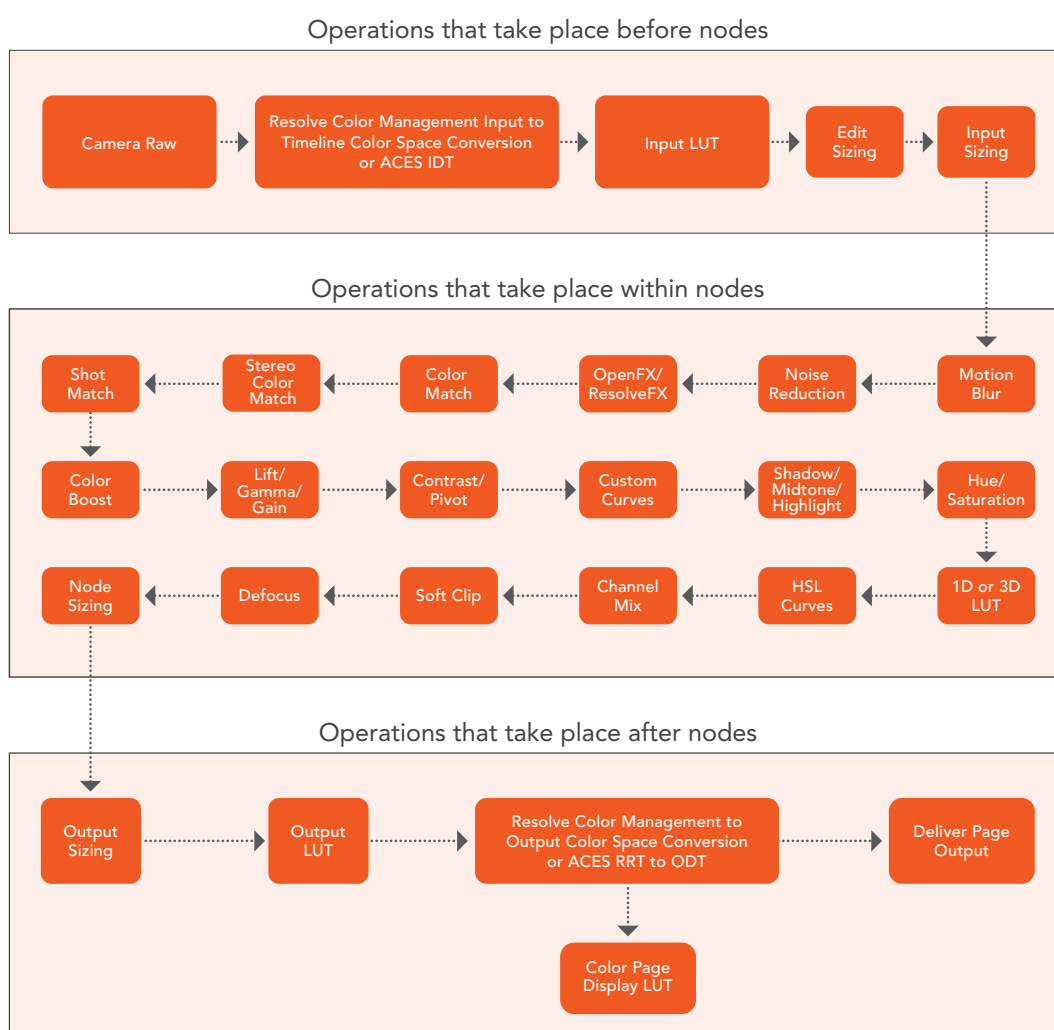 Operations that take place before nodes
Camera Raw
Resolve Color Management Input to
Timeline Color Space Conversion
or ACES IDT
Input LUT
Edit
Sizing
Input
Sizing
Operations that take place within nodes
Shot
Match
Stereo
Color
Match
Color
Match
OpenFX/
ResolveFX
Noise
Reduction
Motion
Blur
Color
Boost
Lift/
Gamma/
Gain
Contrast/
Pivot
Custom
Curves
Shadow/
Midtone/
Highlight
Hue/
Saturation
Node
Sizing
Defocus
Soft Clip
Channel
Mix
HSL
Curves
1D or 3D
LUT
Operations that take place after nodes
Output
Sizing
Output
LUT
Resolve Color Management to
Output Color Space Conversion
or ACES RRT to ODT
Deliver Page
Output
Color Page
Display LUT